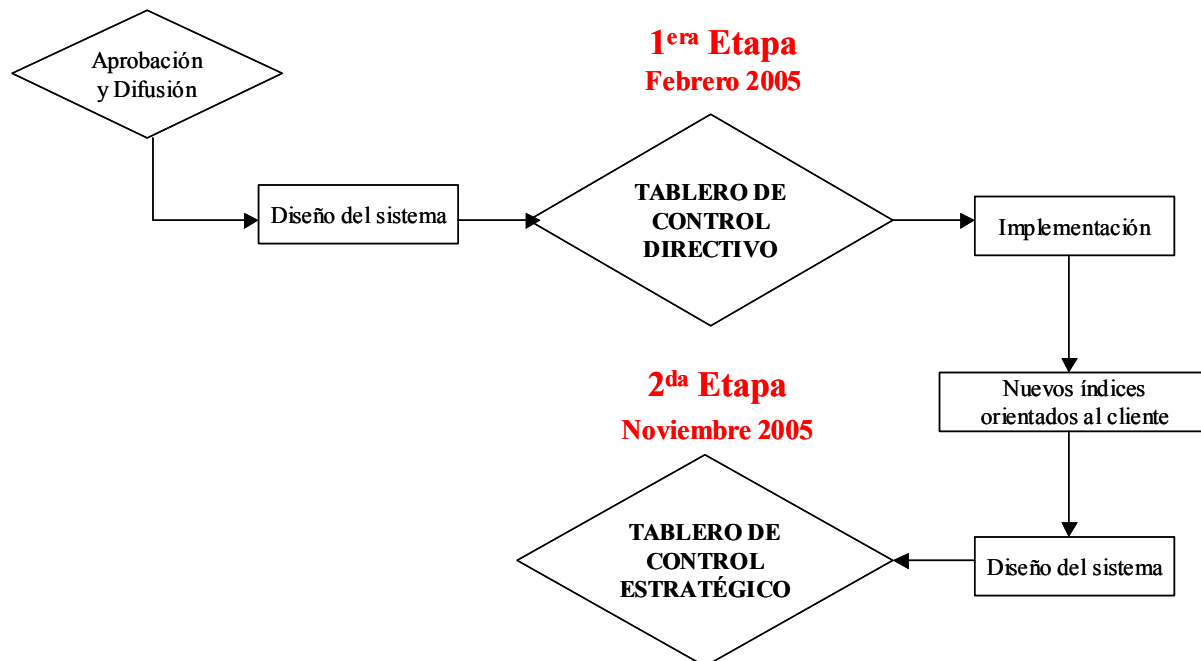 Aprobación
y Difusión
1era Etapa
Febrero 2005
Diseño del sistema
TABLERO DE
CONTROL
DIRECTIVO
Implementación
Nuevos índices
orientados al cliente
2da Etapa
Noviembre 2005
Diseño del sistema
TABLERO DE
CONTROL
ESTRATÉGICO